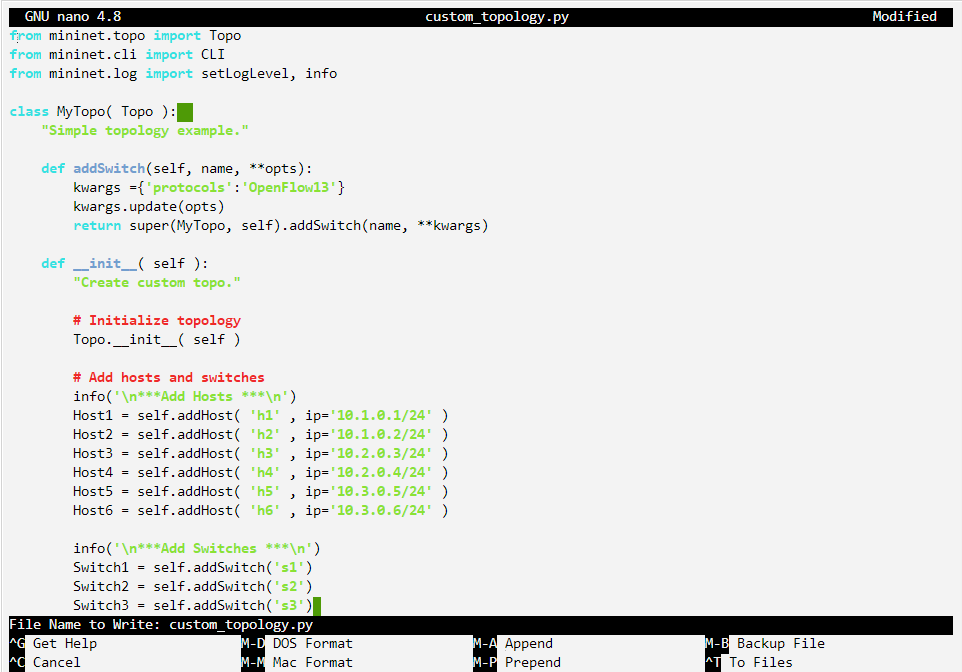 GNU nano 4.8 custom_topology.py Modified
from mininet.topo import Topo
from mininet.cli import CLI
from mininet.log import setLogLevel, info
class MyTopo( Topo ):
    "Simple topology example."
    def addSwitch(self, name, **opts):
        kwargs ={'protocols':'OpenFlow13'}
        kwargs.update(opts)
        return super(MyTopo, self).addSwitch(name, **kwargs)
    def __init__( self ):
        "Create custom topo."
        # Initialize topology
        Topo.__init__( self )
        # Add hosts and switches
        info('\n***Add Hosts ***\n')
        Host1 = self.addHost( 'h1' , ip='10.1.0.1/24' )
        Host2 = self.addHost( 'h2' , ip='10.1.0.2/24' )
        Host3 = self.addHost( 'h3' , ip='10.2.0.3/24' )
        Host4 = self.addHost( 'h4' , ip='10.2.0.4/24' )
        Host5 = self.addHost( 'h5' , ip='10.3.0.5/24' )
        Host6 = self.addHost( 'h6' , ip='10.3.0.6/24' )
        info('\n***Add Switches ***\n')
        Switch1 = self.addSwitch('s1')
        Switch2 = self.addSwitch('s2')
        Switch3 = self.addSwitch('s3')
File Name to Write: custom_topology.py
^G Get Help M-D DOS Format M-A Append M-B Backup File
^C Cancel M-M Mac Format M-P Prepend ^T To Files